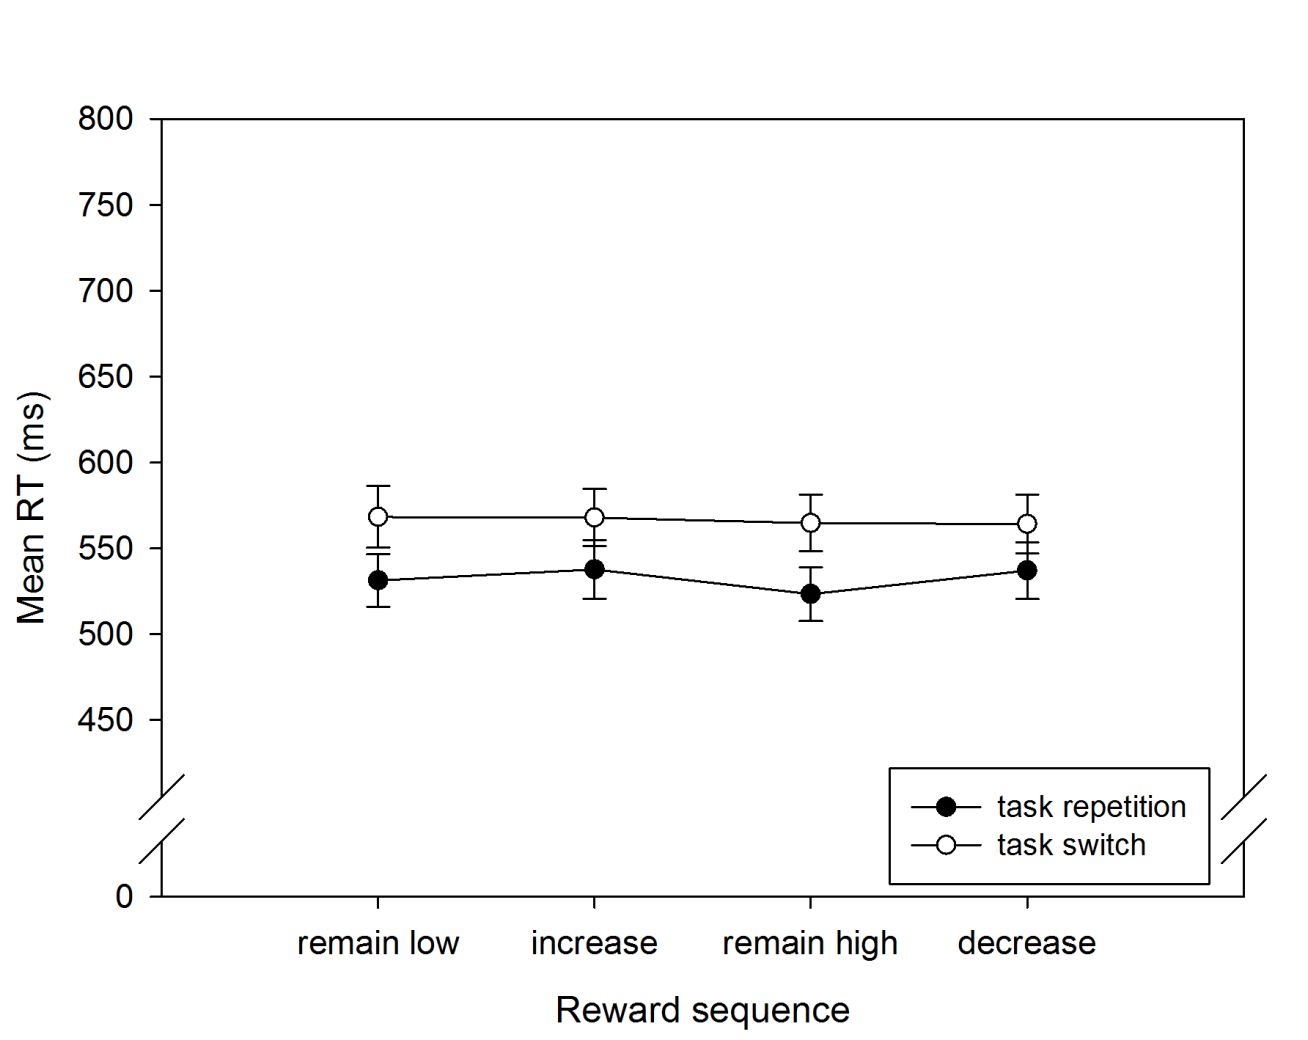 800
750
700
650
600
550
500
450
0
Mean RT (ms)
task repetition
task switch
remain low
increase
remain high
decrease
Reward sequence